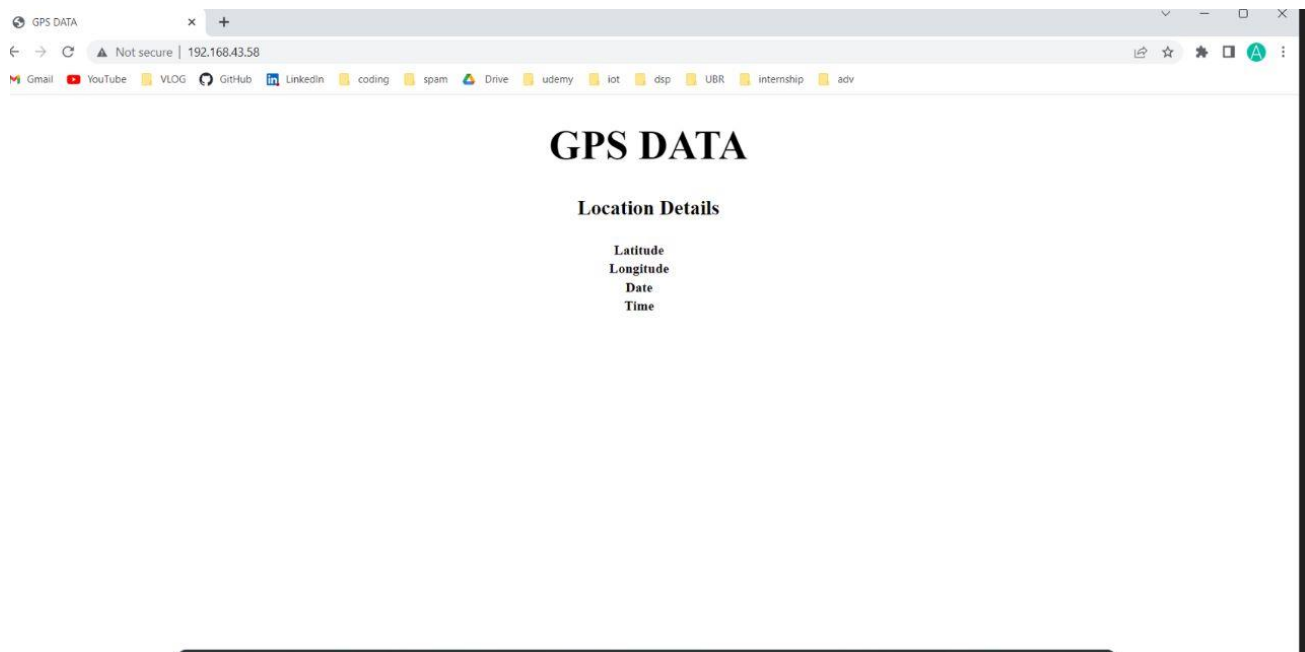 GPS DATA
Not secure | 192.168.43.58
Gmail YouTube VLOG GitHub LinkedIn coding spam Drive udemy iot dsp UBR internship adv
GPS DATA
Location Details
Latitude
Longitude
Date
Time